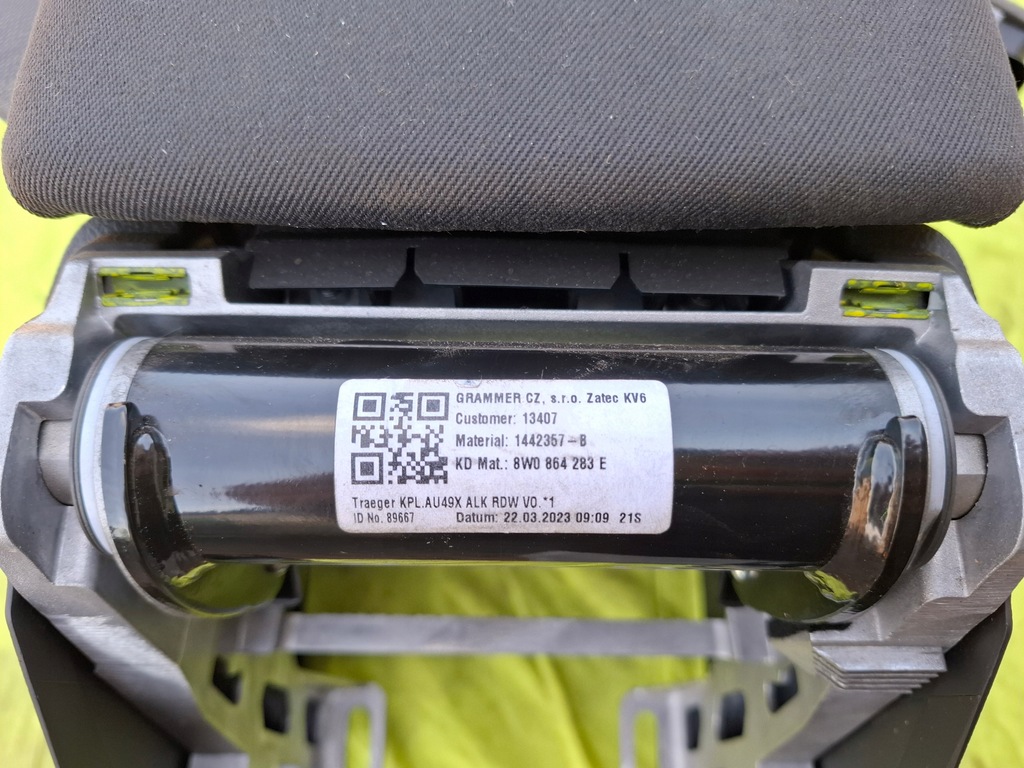 GRAMMER CZ, s.r.o. Zatec KV6
Customer: 13407
Material: 1442357-B
KD Mat.: 8W0 864 283 E
Traeger KPL.AU49X ALK RDW V0.*1
ID No. 89667 Datum: 22.03.2023 09:09 21S